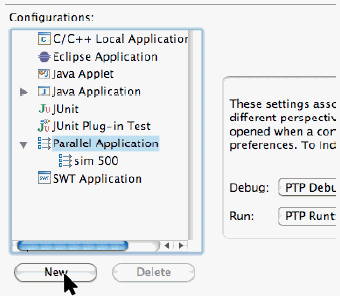 Configurations:
C/C++ Local Application
Eclipse Application
Java Applet
Java Application
JUnit
JUnit Plug-in Test
Parallel Application
sim 500
SWT Application
New
Delete
These settings asso
different perspectiv
opened when a con
preferences. To ind
Debug:
PTP Debu
Run:
PTP Runt